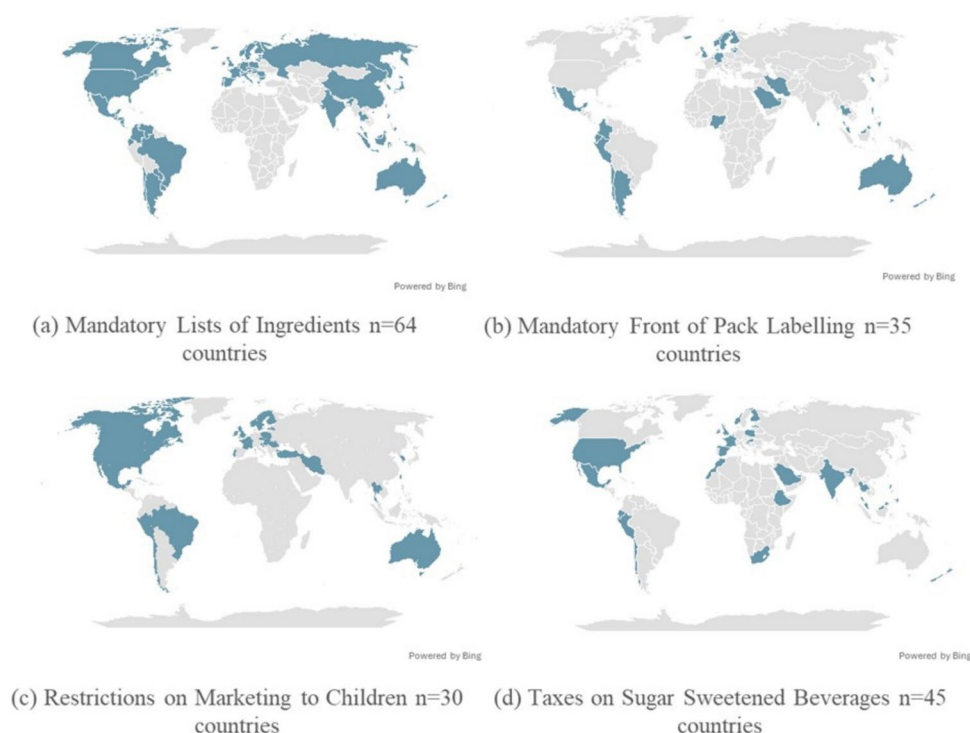 Powered by Bing
Powered by Bing
(a) Mandatory Lists of Ingredients n=64
countries
(b) Mandatory Front of Pack Labelling n=35
countries
Powered by Bing
Powered by Bing
(c) Restrictions on Marketing to Children n=30
countries
(d) Taxes on Sugar Sweetened Beverages n=45
countries